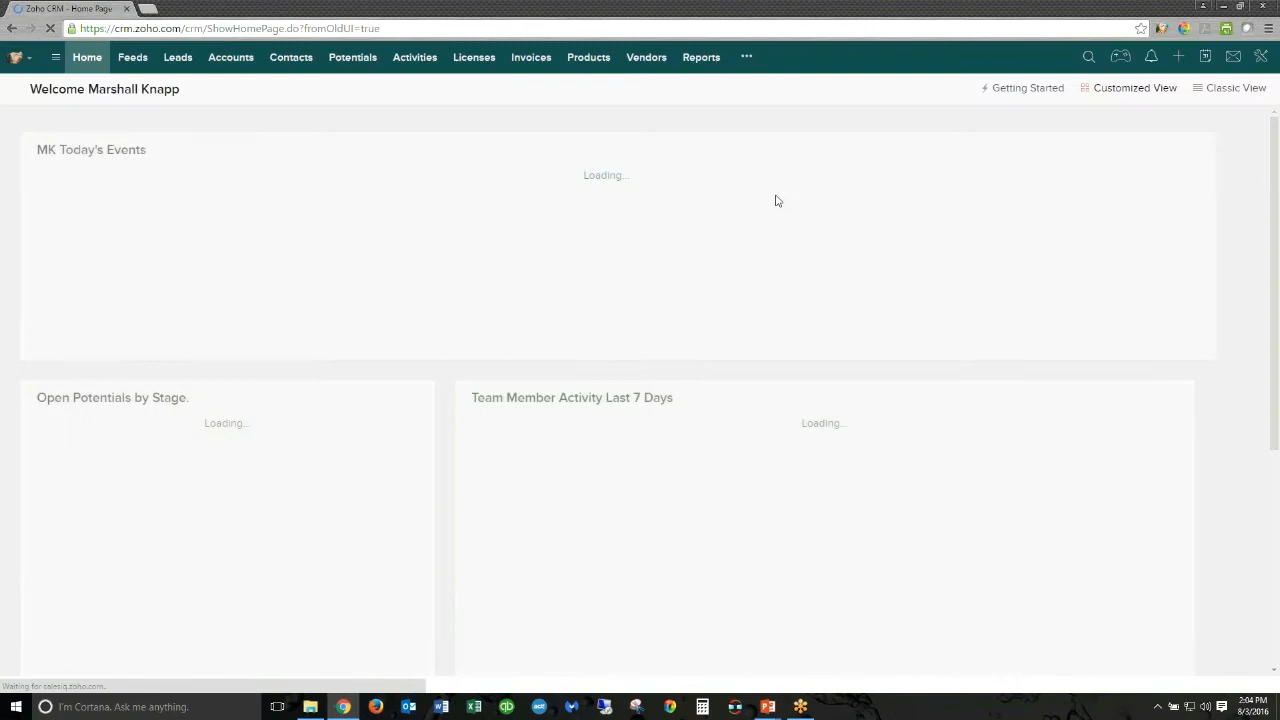 Zoho CRM - Home Page
https://crm.zoho.com/crm/ShowHomePage.do?fromOldUI=true
Home Feeds Leads Accounts Contacts Potentials Activities Licenses Invoices Products Vendors Reports
Welcome Marshall Knapp
Getting Started Customized View Classic View
MK Today's Events
Loading...
Open Potentials by Stage.
Loading...
Team Member Activity Last 7 Days
Loading...
Waiting for salesiq.zoho.com...
I'm Cortana. Ask me anything.
2:04 PM
8/3/2016